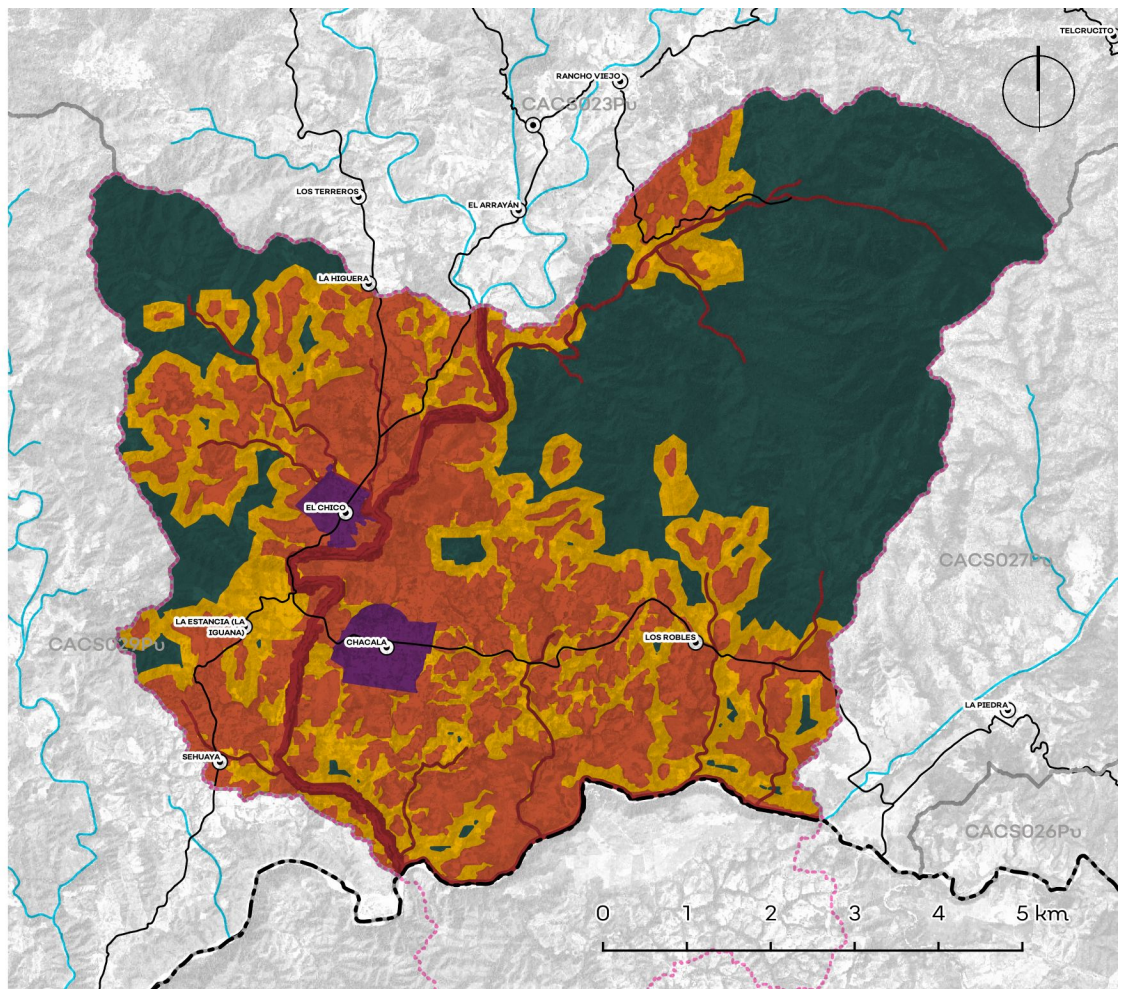 TELCRUCITO
RANCHO VIEJO
CACS023Pu
LOS TERREROS
EL ARRAYÁN
LA HIGUERA
EL CHICO
CACS027Pu
LA ESTANCIA (LA
IGUANA)
CACS029Pu
CHACALA
LOS ROBLES
LA PIEDRA
SEHUAYA
CACS026Pu
0 1 2 3 4 5 km